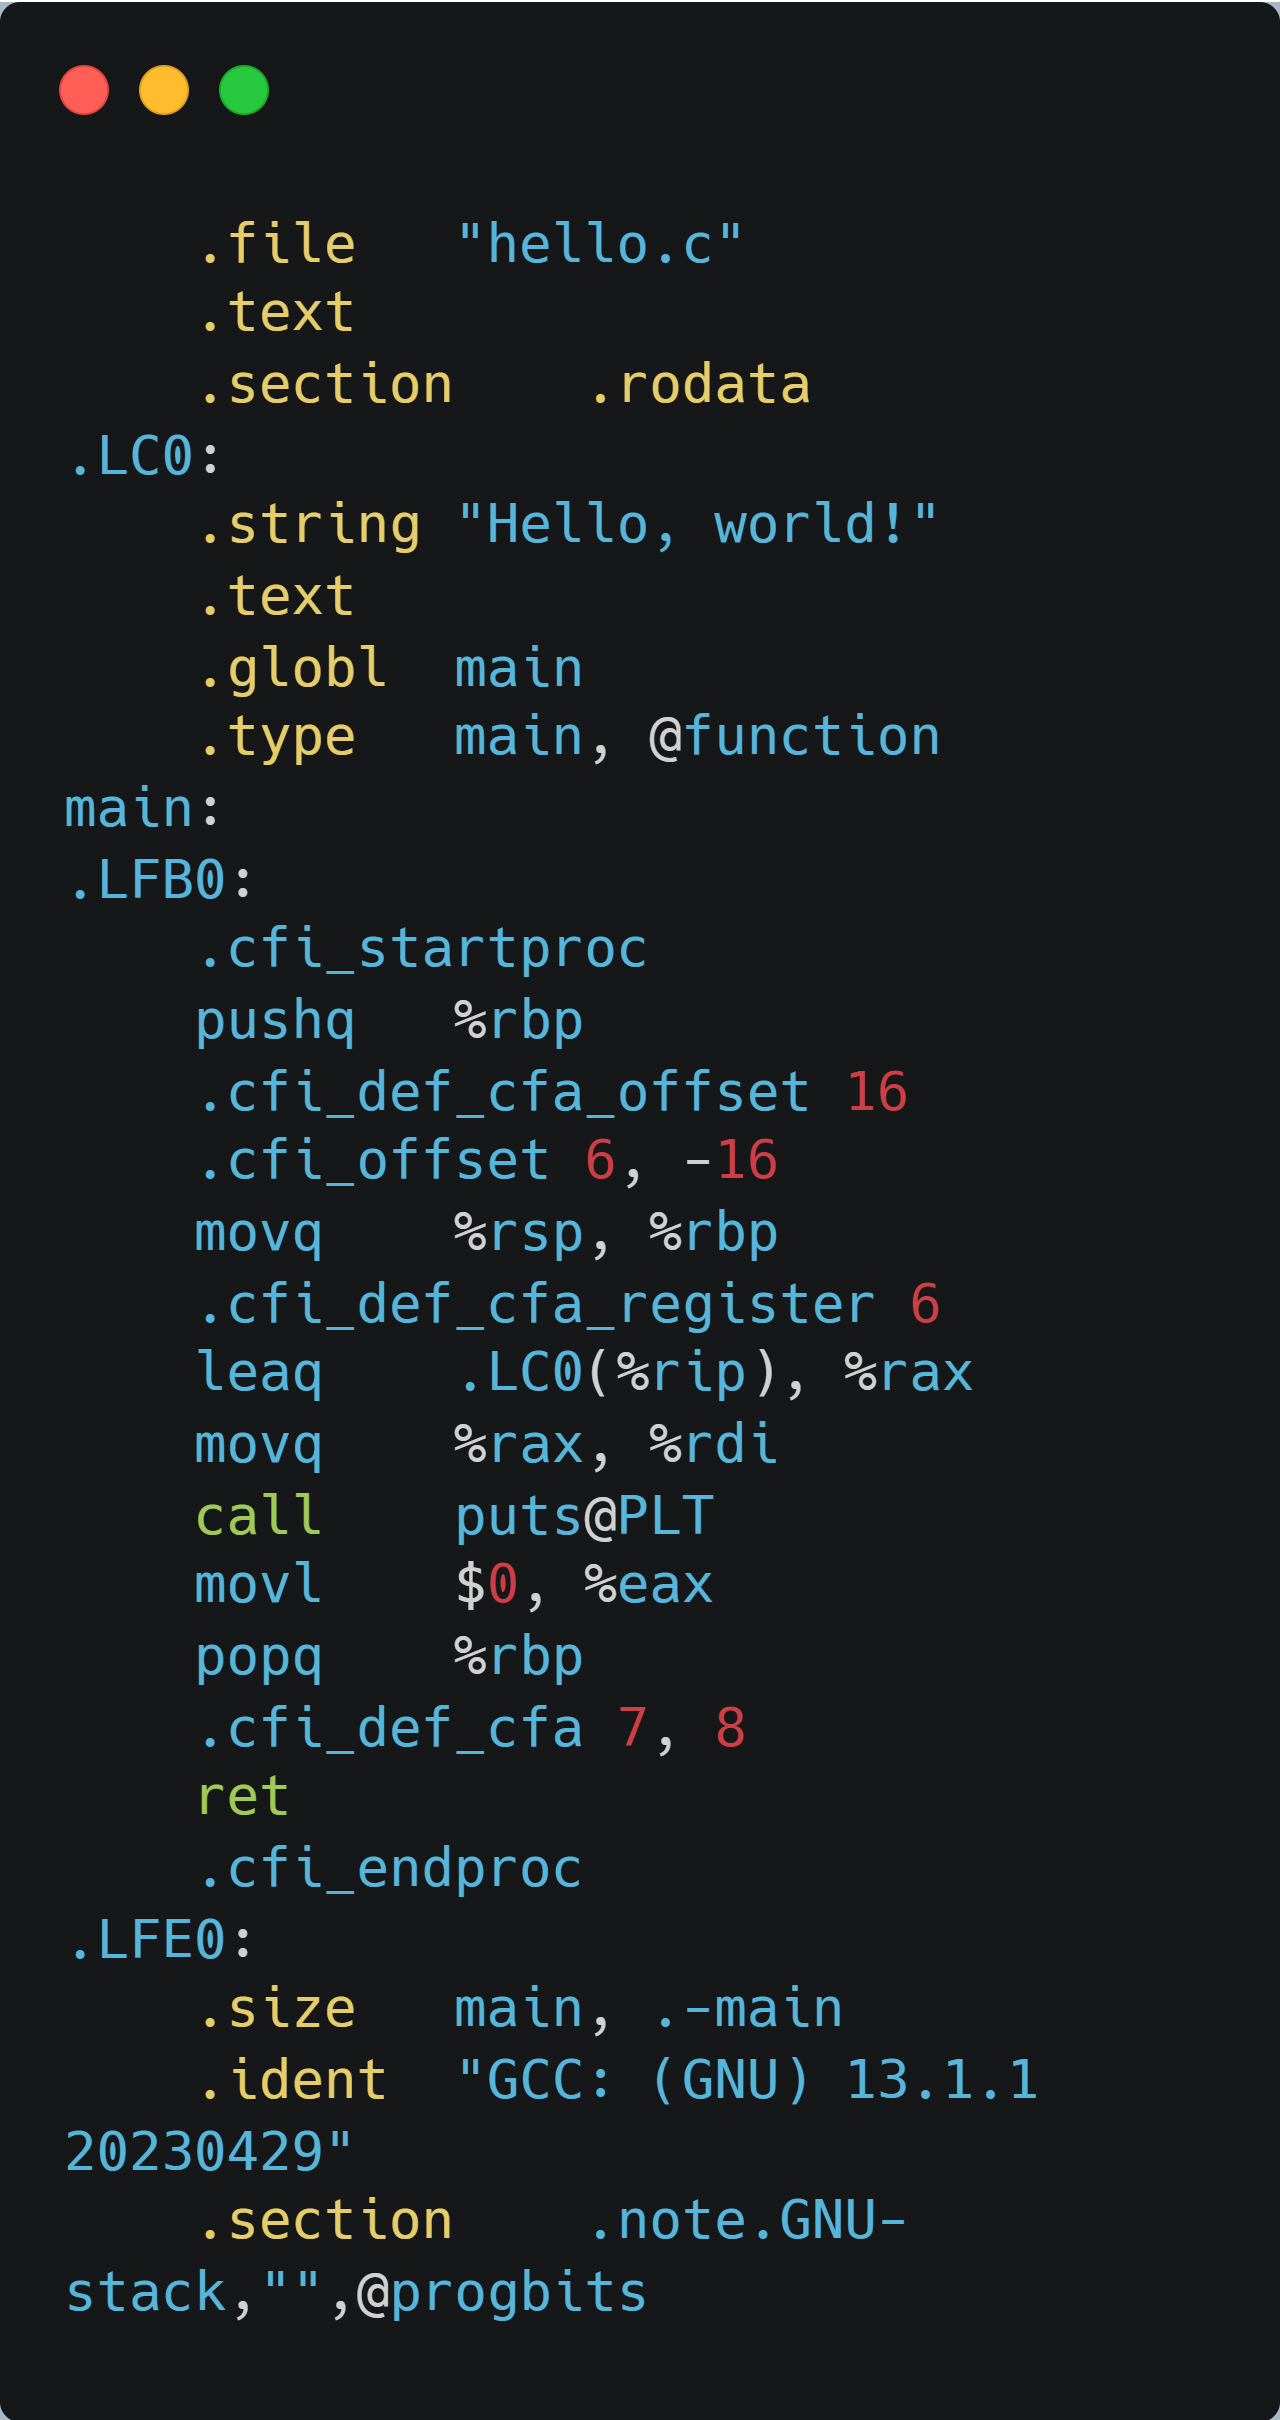 .file   "hello.c"
    .text
    .section    .rodata
.LC0:
    .string "Hello, world!"
    .text
    .globl  main
    .type   main, @function
main:
.LFB0:
    .cfi_startproc
    pushq   %rbp
    .cfi_def_cfa_offset 16
    .cfi_offset 6, -16
    movq    %rsp, %rbp
    .cfi_def_cfa_register 6
    leaq    .LC0(%rip), %rax
    movq    %rax, %rdi
    call    puts@PLT
    movl    $0, %eax
    popq    %rbp
    .cfi_def_cfa 7, 8
    ret
    .cfi_endproc
.LFE0:
    .size   main, .-main
    .ident  "GCC: (GNU) 13.1.1
20230429"
    .section    .note.GNU-
stack,"",@progbits